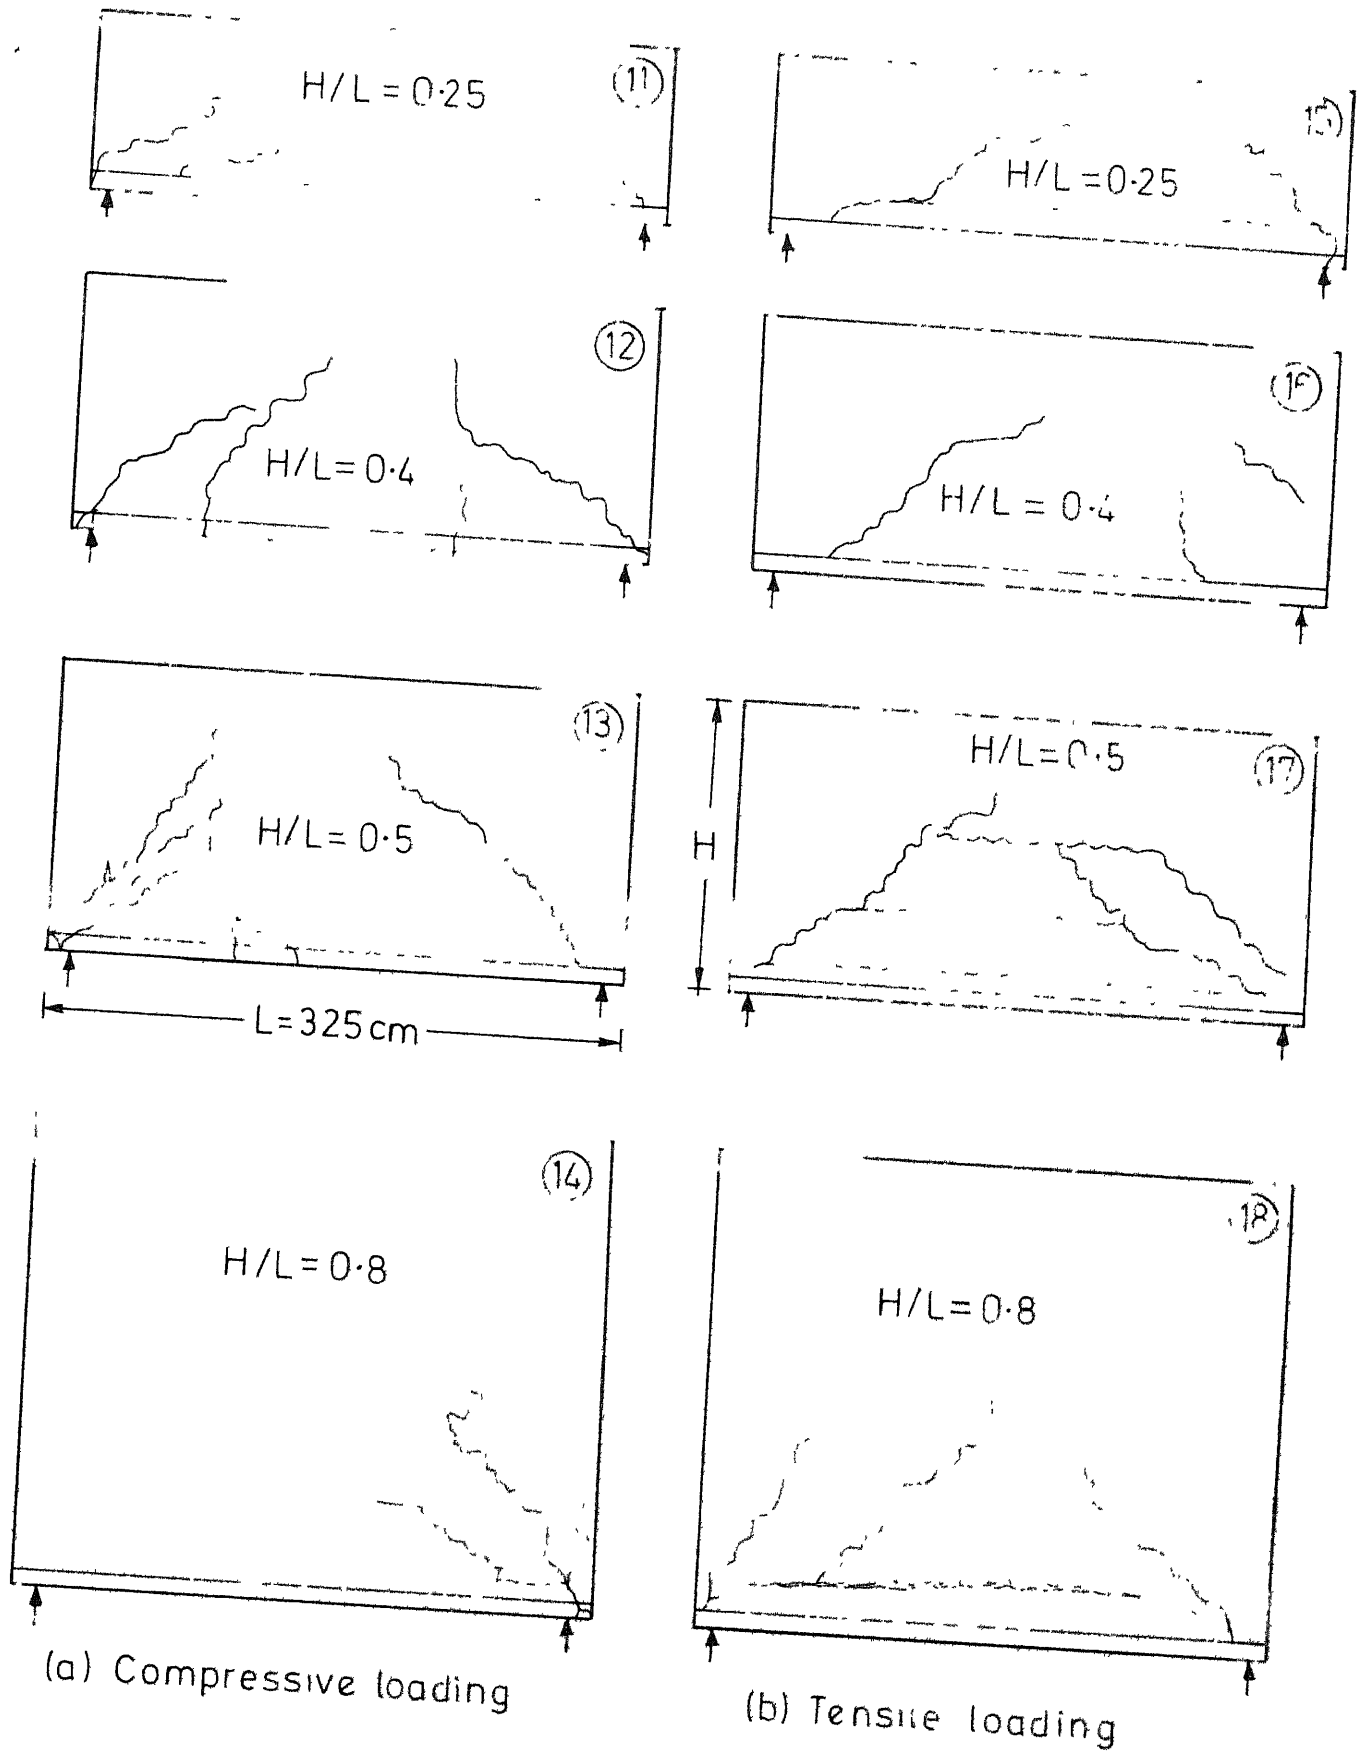 H/L = 0·25
11
H/L = 0·25
12
H/L = 0·4
H/L = 0·4
13
H/L = 0·5
H/L = 0·5
17
H
L = 325 cm
14
H/L = 0·8
18
H/L = 0·8
(a) Compressive loading
(b) Tensile loading